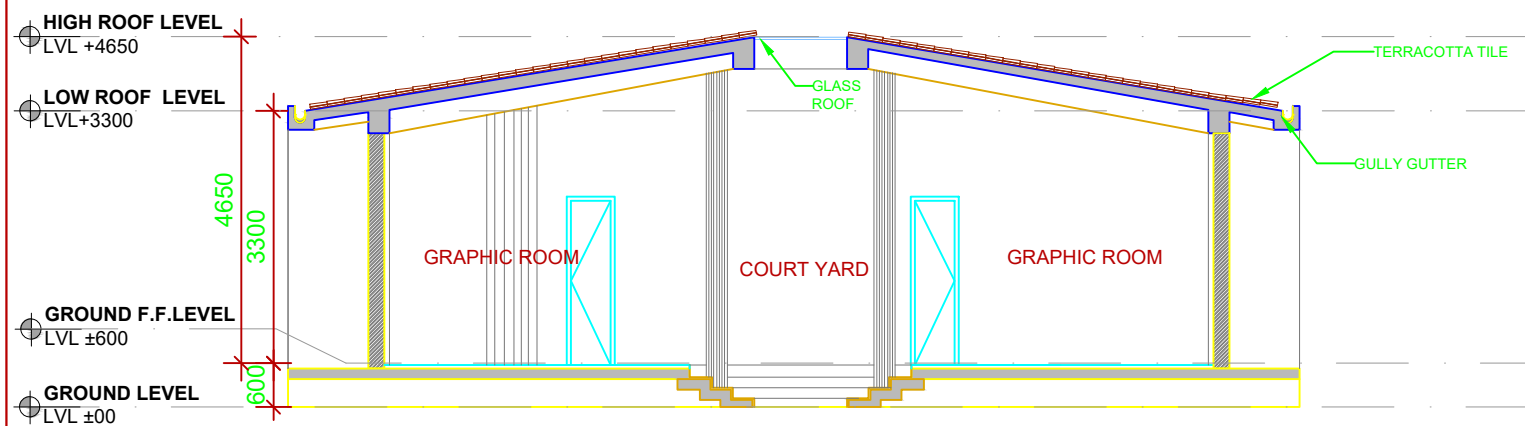 HIGH ROOF LEVEL
LVL +4650
TERRACOTTA TILE
GLASS
ROOF
LOW ROOF  LEVEL
LVL+3300
GULLY GUTTER
4650
3300
GRAPHIC ROOM
COURT YARD
GRAPHIC ROOM
GROUND F.F.LEVEL
LVL ±600
600
GROUND LEVEL
LVL ±00